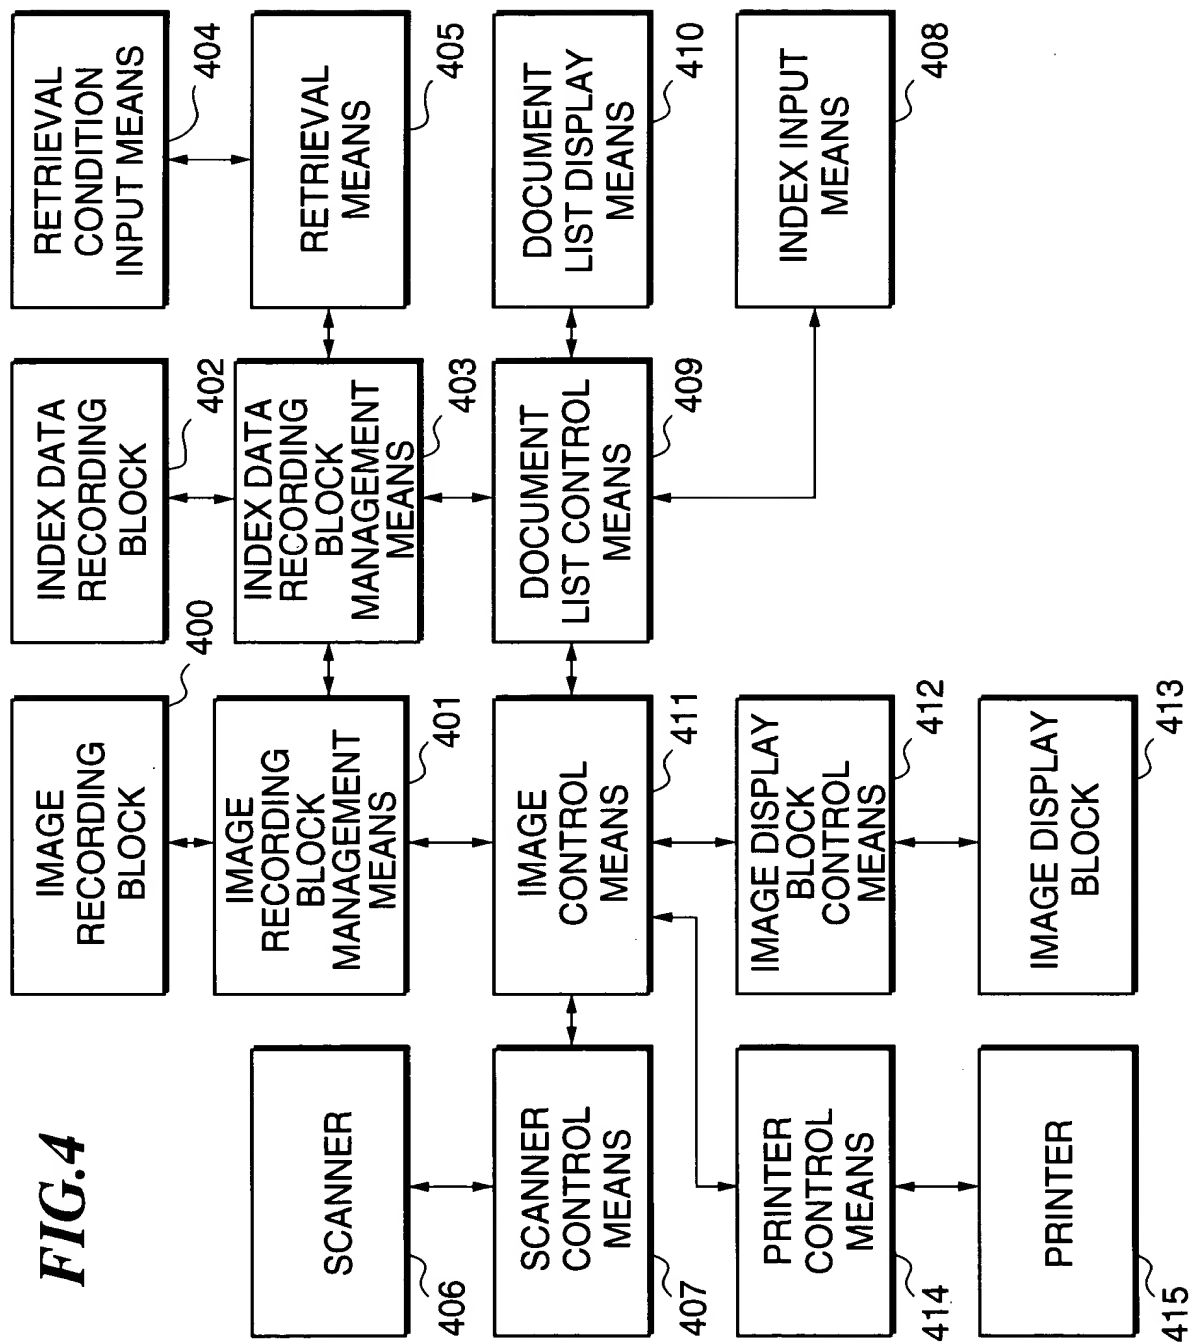 FIG.4
SCANNER
406
SCANNER
CONTROL
MEANS
407
PRINTER
CONTROL
MEANS
414
PRINTER
415
IMAGE
RECORDING
BLOCK
400
IMAGE
RECORDING
BLOCK
MANAGEMENT
MEANS
401
IMAGE
CONTROL
MEANS
411
IMAGE DISPLAY
BLOCK
CONTROL
MEANS
412
IMAGE DISPLAY
BLOCK
413
INDEX DATA
RECORDING
BLOCK
402
INDEX DATA
RECORDING
BLOCK
MANAGEMENT
MEANS
403
DOCUMENT
LIST CONTROL
MEANS
409
RETRIEVAL
CONDITION
INPUT MEANS
404
RETRIEVAL
MEANS
405
DOCUMENT
LIST DISPLAY
MEANS
410
INDEX INPUT
MEANS
408